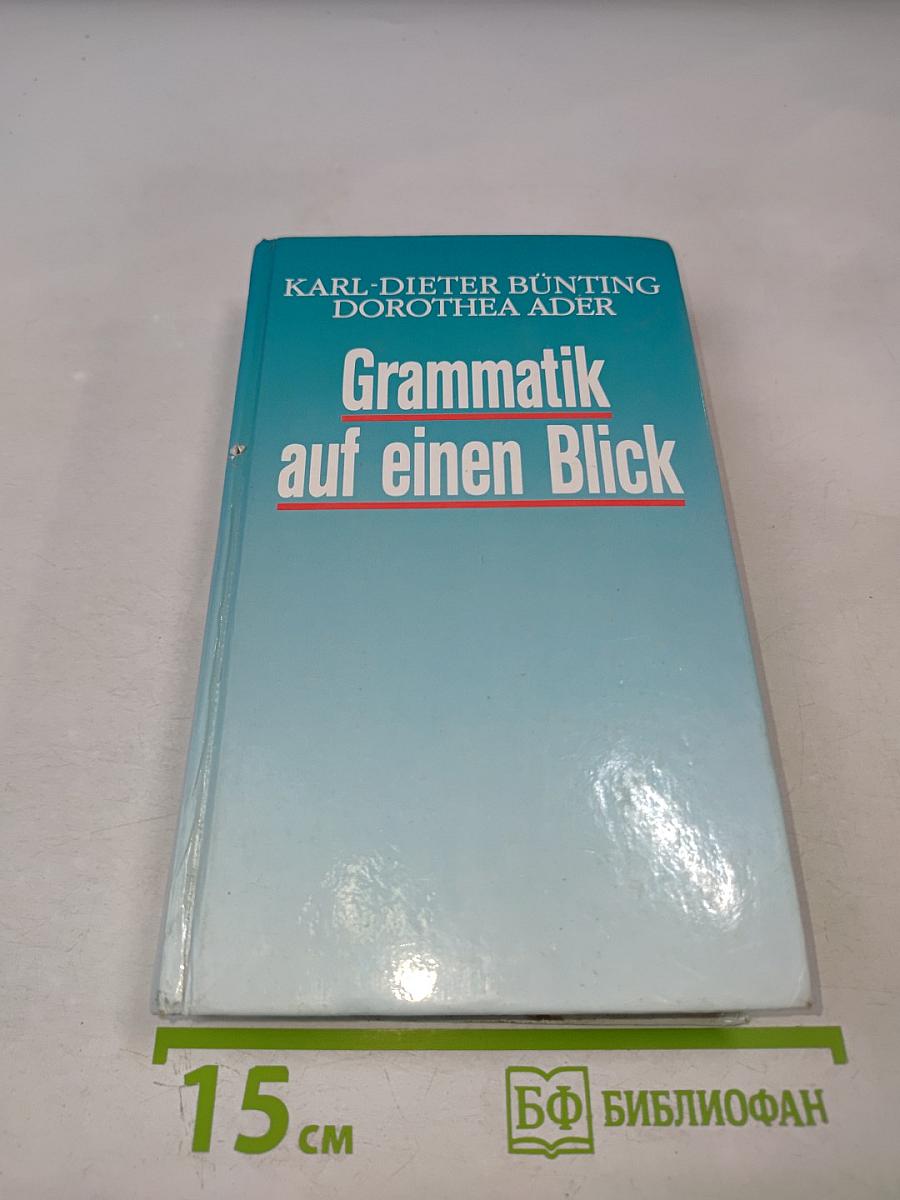 KARL-DIETER BÜNTING
DOROTHEA ADER
Grammatik
auf einen Blick
15 см
БФ БИБЛИОФАН